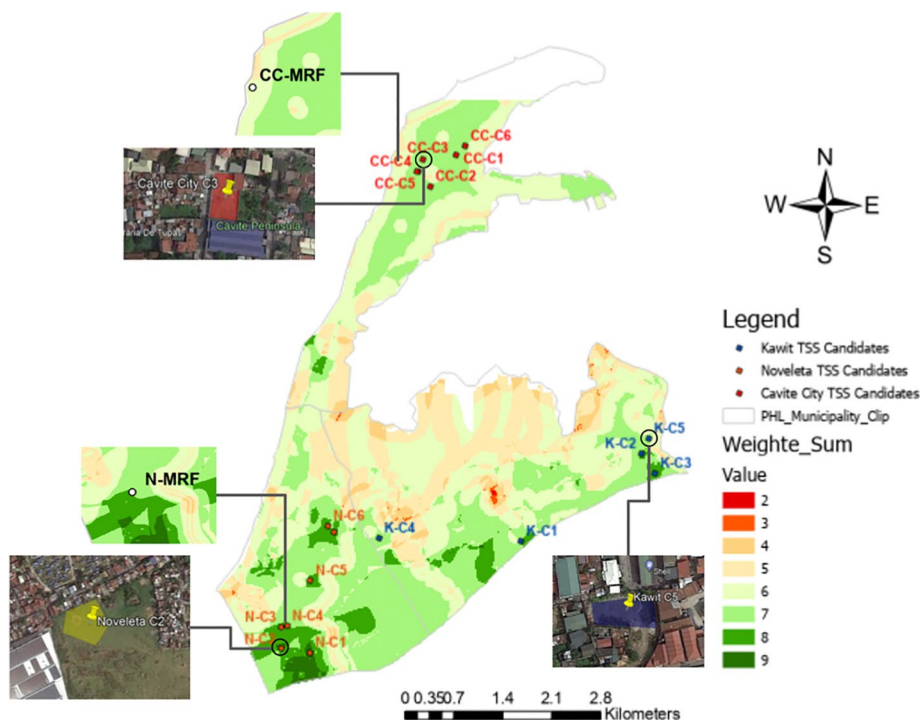 CC-MRF
CC-C6
CC-C3
CC-C1
CC-C4
CC-C5
CC-C2
Cavite City C3
Cavite Peninsula
N
W E
S
Legend
Kawit TSS Candidates
Noveleta TSS Candidates
Cavite City TSS Candidates
PHL_Municipality_Clip
Weighte_Sum
Value
2
3
4
5
6
7
8
9
K-C5
K-C2
K-C3
N-MRF
N-C6
K-C4
K-C1
N-C5
N-C3
N-C4
N-C1
Noveleta C2
Kawit C5
0 0.35 0.7 1.4 2.1 2.8
Kilometers